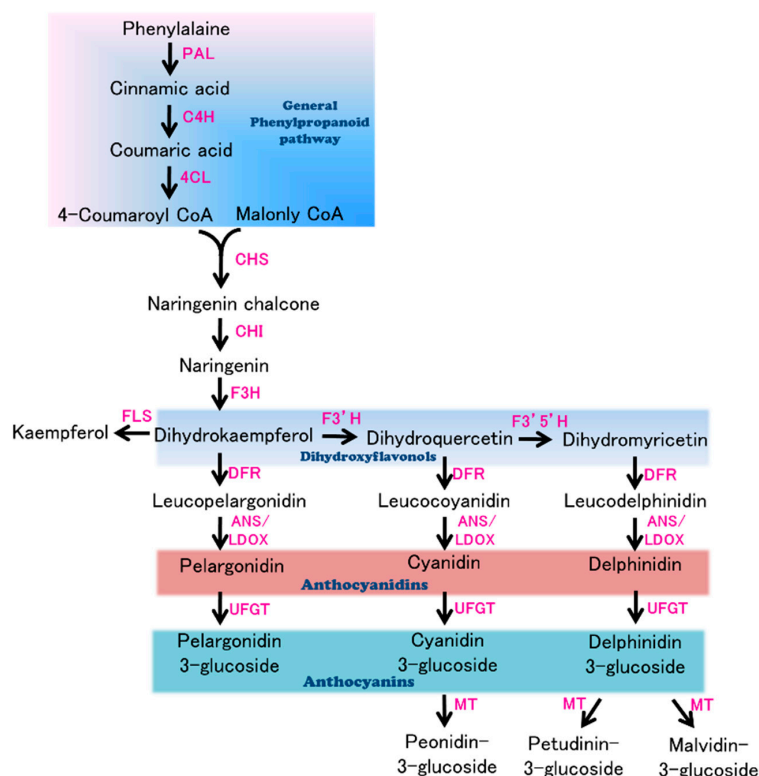 Phenylalaine
PAL
Cinnamic acid
General
Phenylpropanoid
pathway
C4H
Coumaric acid
4CL
4-Coumaroyl CoA
Malonly CoA
CHS
Naringenin chalcone
CHI
Naringenin
F3H
FLS
F3'H
F3'5'H
Kaempferol
Dihydrokaempferol
Dihydroquercetin
Dihydromyricetin
Dihydroxyflavonols
DFR
DFR
DFR
Leucopelargonidin
Leucocoyanidin
Leucodelphinidin
ANS/
LDOX
ANS/
LDOX
ANS/
LDOX
Pelargonidin
Cyanidin
Delphinidin
Anthocyanidins
UFGT
UFGT
UFGT
Pelargonidin
3-glucoside
Cyanidin
3-glucoside
Delphinidin
3-glucoside
Anthocyanins
MT
MT
MT
Peonidin-
3-glucoside
Petudinin-
3-glucoside
Malvidin-
3-glucoside